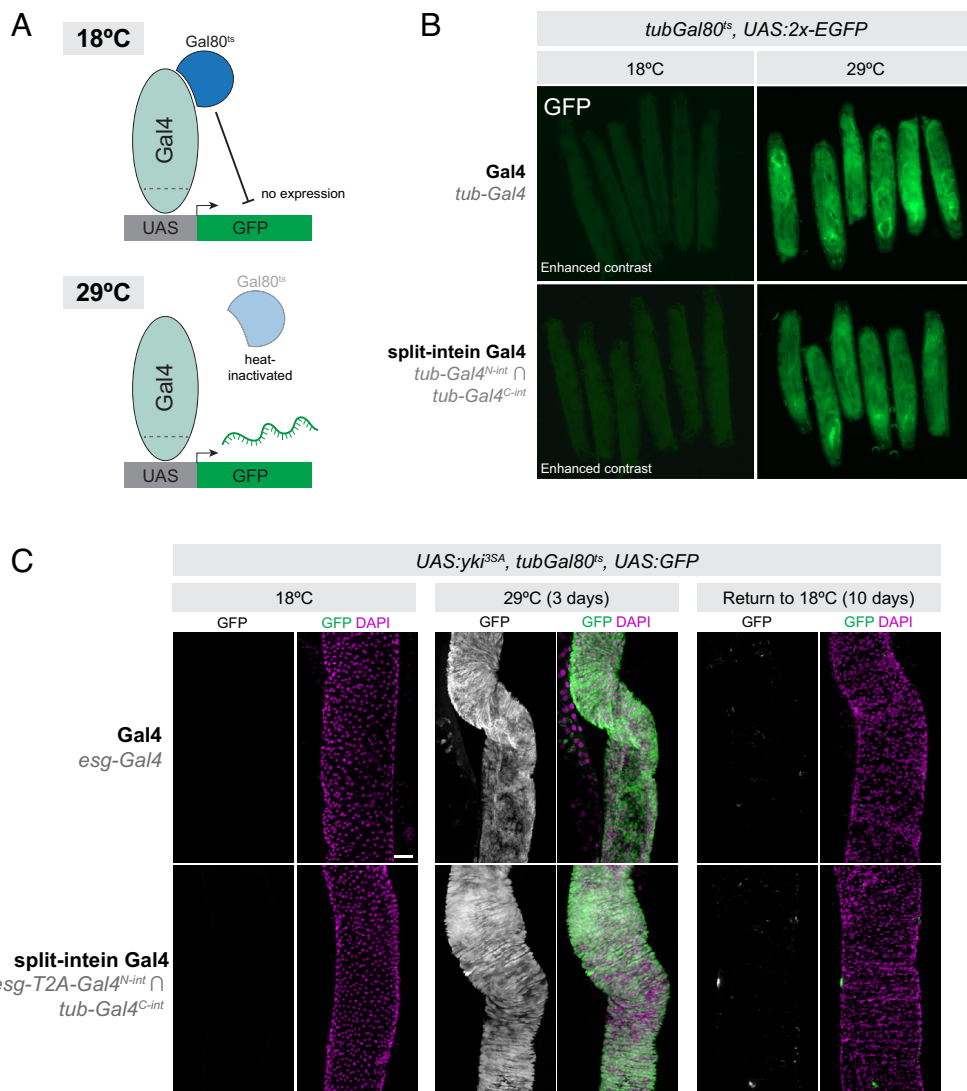 A
18ºC
Gal80ts
Gal4
no expression
UAS
GFP
29ºC
Gal80ts
heat-
inactivated
Gal4
UAS
GFP
B
tubGal80ts, UAS:2x-EGFP
18ºC
29ºC
GFP
Gal4
tub-Gal4
Enhanced contrast
split-intein Gal4
tub-Gal4N-int ∩
tub-Gal4C-int
Enhanced contrast
C
UAS:yki3SA, tubGal80ts, UAS:GFP
18ºC
29ºC (3 days)
Return to 18ºC (10 days)
GFP
GFP DAPI
GFP
GFP DAPI
GFP
GFP DAPI
Gal4
esg-Gal4
split-intein Gal4
esg-T2A-Gal4N-int ∩
tub-Gal4C-int